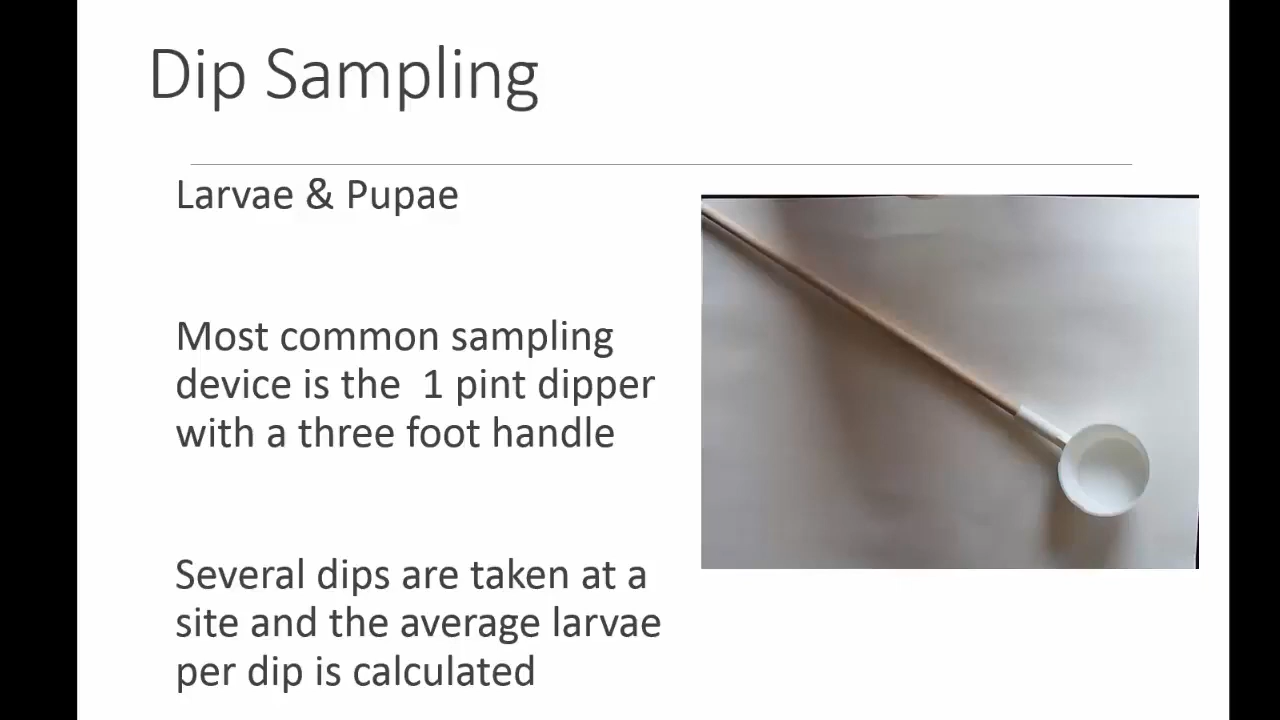 Dip Sampling
Larvae & Pupae
Most common sampling
device is the  1 pint dipper
with a three foot handle
Several dips are taken at a
site and the average larvae
per dip is calculated